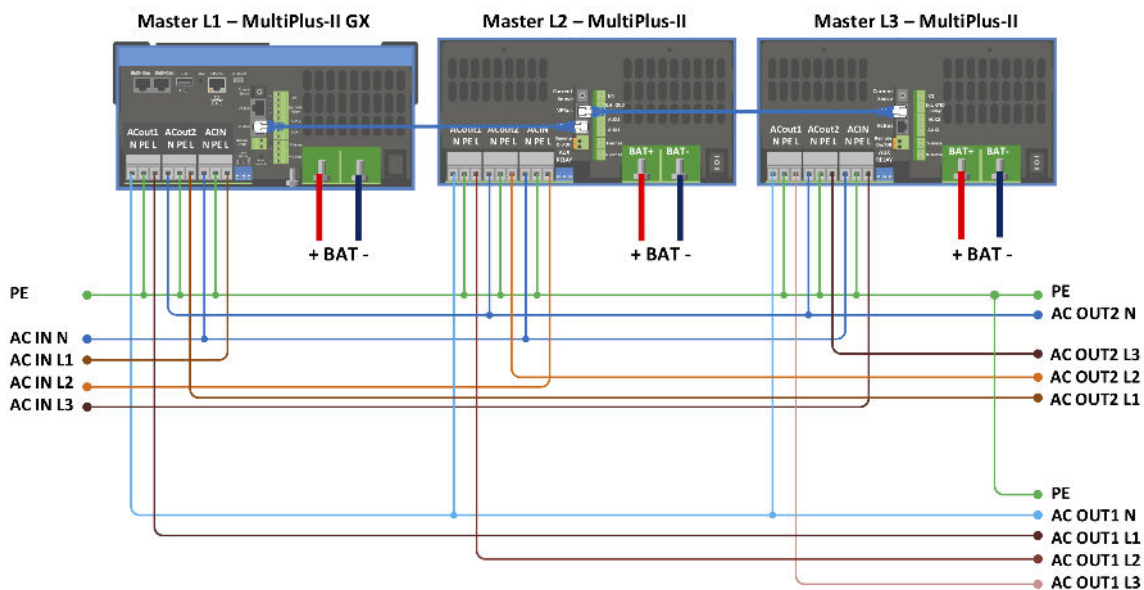 Master L1 – MultiPlus-II GX
Master L2 – MultiPlus-II
Master L3 – MultiPlus-II
ACout1 ACout2 ACIN
N PE L N PE L N PE L
ACout1 ACout2 ACIN
N PE L N PE L N PE L
BAT+ BAT-
ACout1 ACout2 ACIN
N PE L N PE L N PE L
BAT+ BAT-
+ BAT -
+ BAT -
+ BAT -
PE
AC IN N
AC IN L1
AC IN L2
AC IN L3
PE
AC OUT2 N
AC OUT2 L3
AC OUT2 L2
AC OUT2 L1
PE
AC OUT1 N
AC OUT1 L1
AC OUT1 L2
AC OUT1 L3